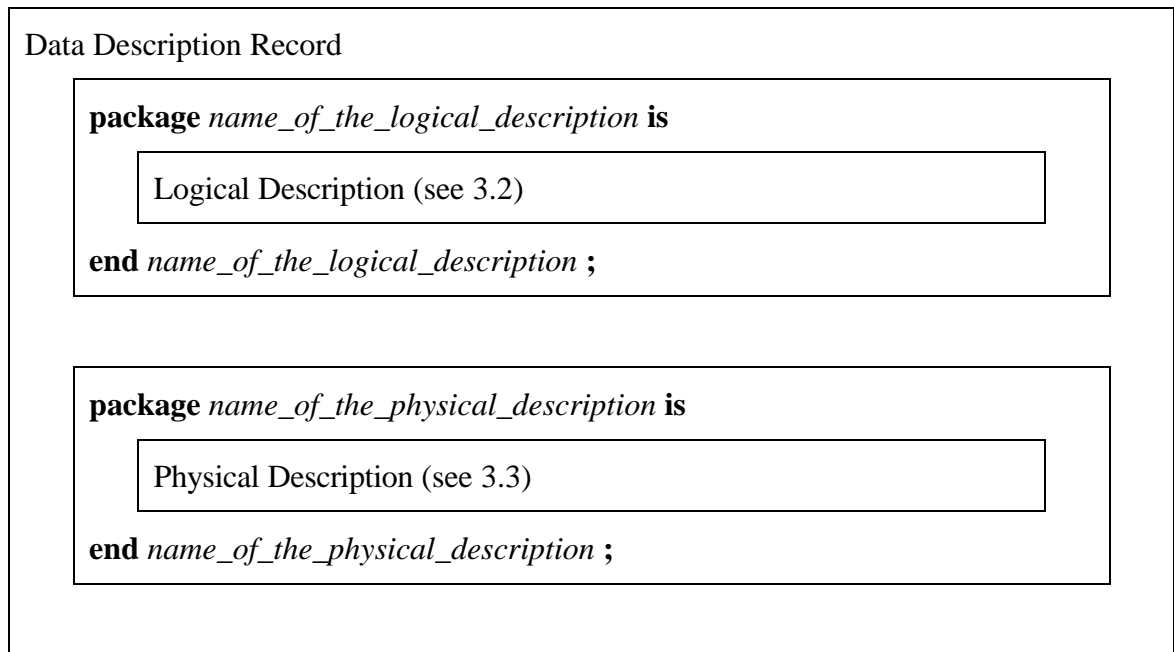 Data Description Record
package name_of_the_logical_description is
Logical Description (see 3.2)
end name_of_the_logical_description ;
package name_of_the_physical_description is
Physical Description (see 3.3)
end name_of_the_physical_description ;